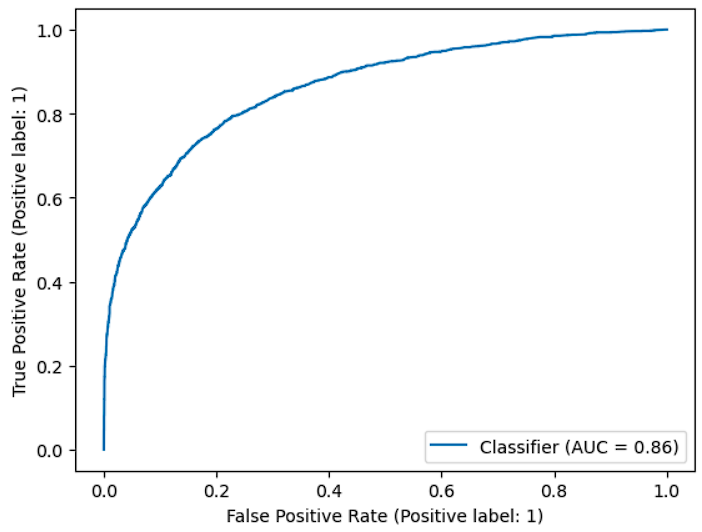 1.0
0.8
0.6
0.4
0.2
0.0
True Positive Rate (Positive label: 1)
Classifier (AUC = 0.86)
0.0 0.2 0.4 0.6 0.8 1.0
False Positive Rate (Positive label: 1)